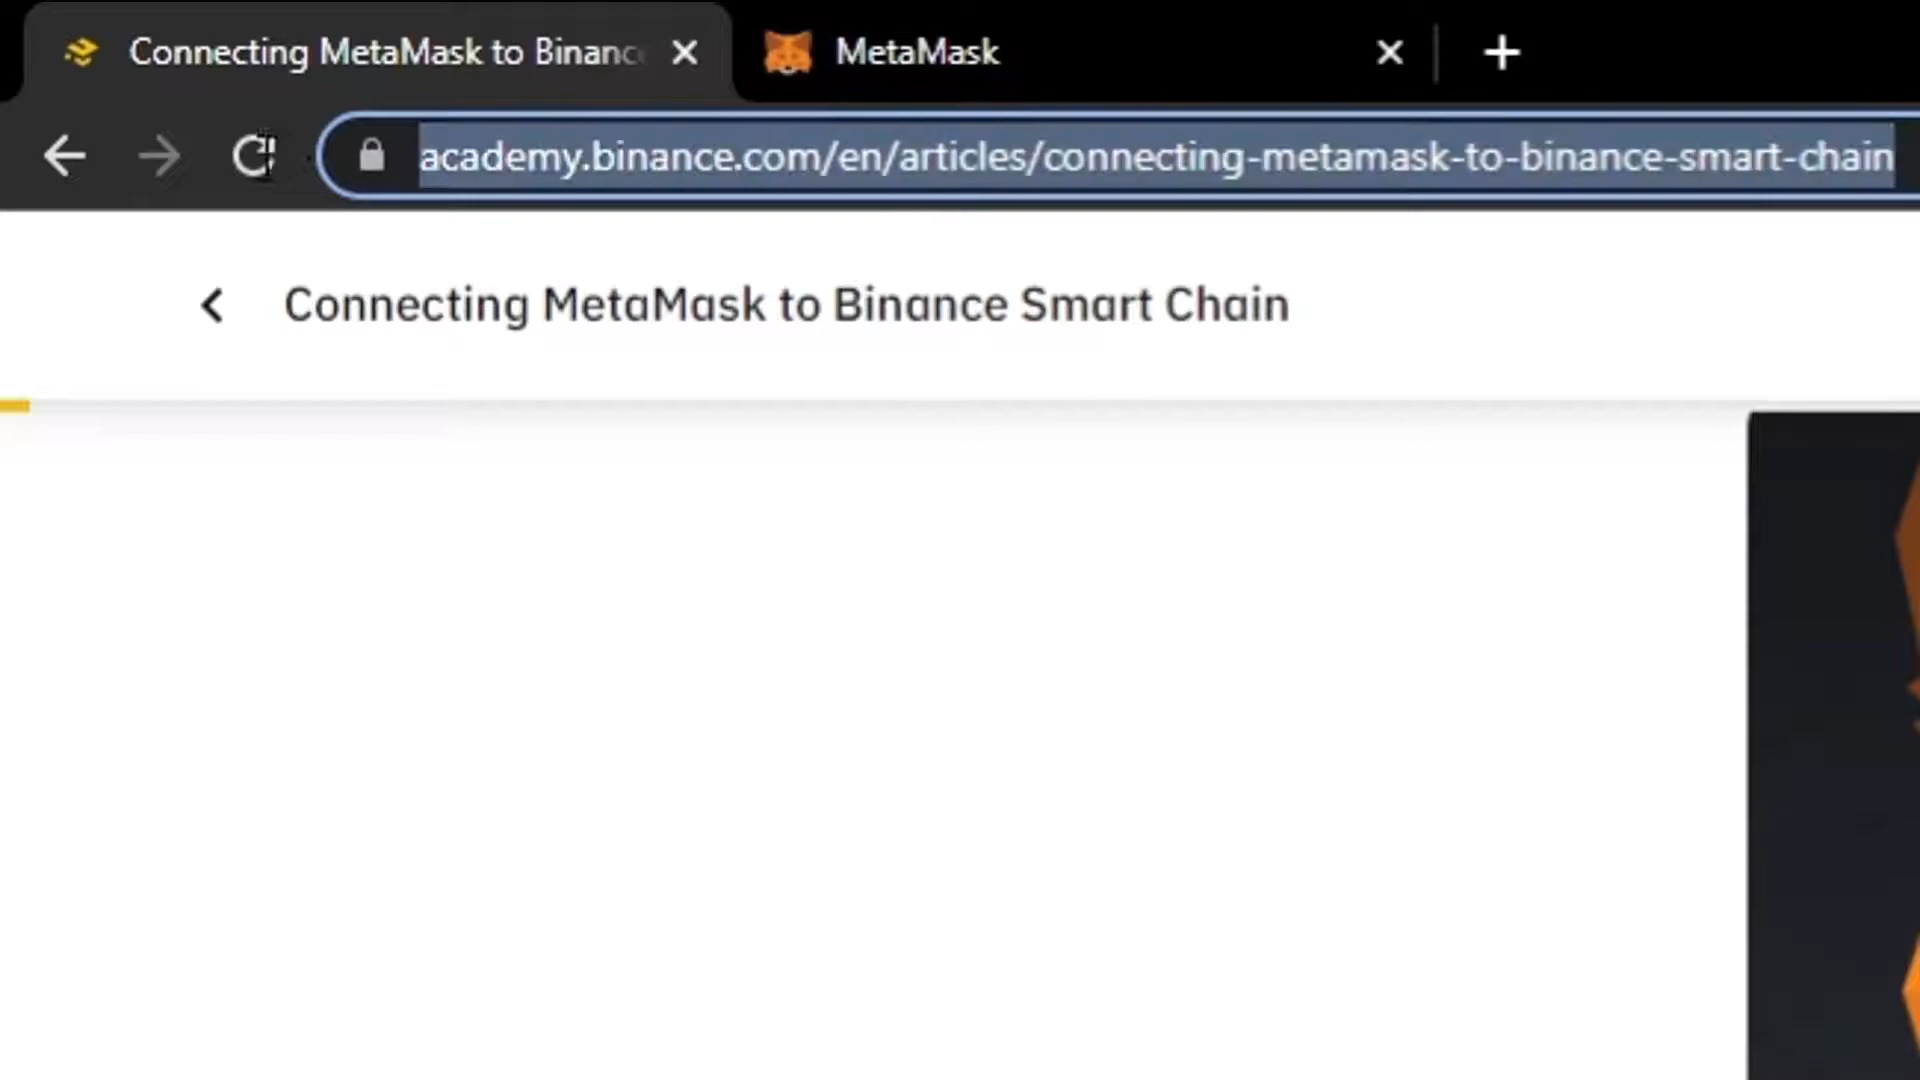 Connecting MetaMask to Binanc
MetaMask
academy.binance.com/en/articles/connecting-metamask-to-binance-smart-chain
Connecting MetaMask to Binance Smart Chain